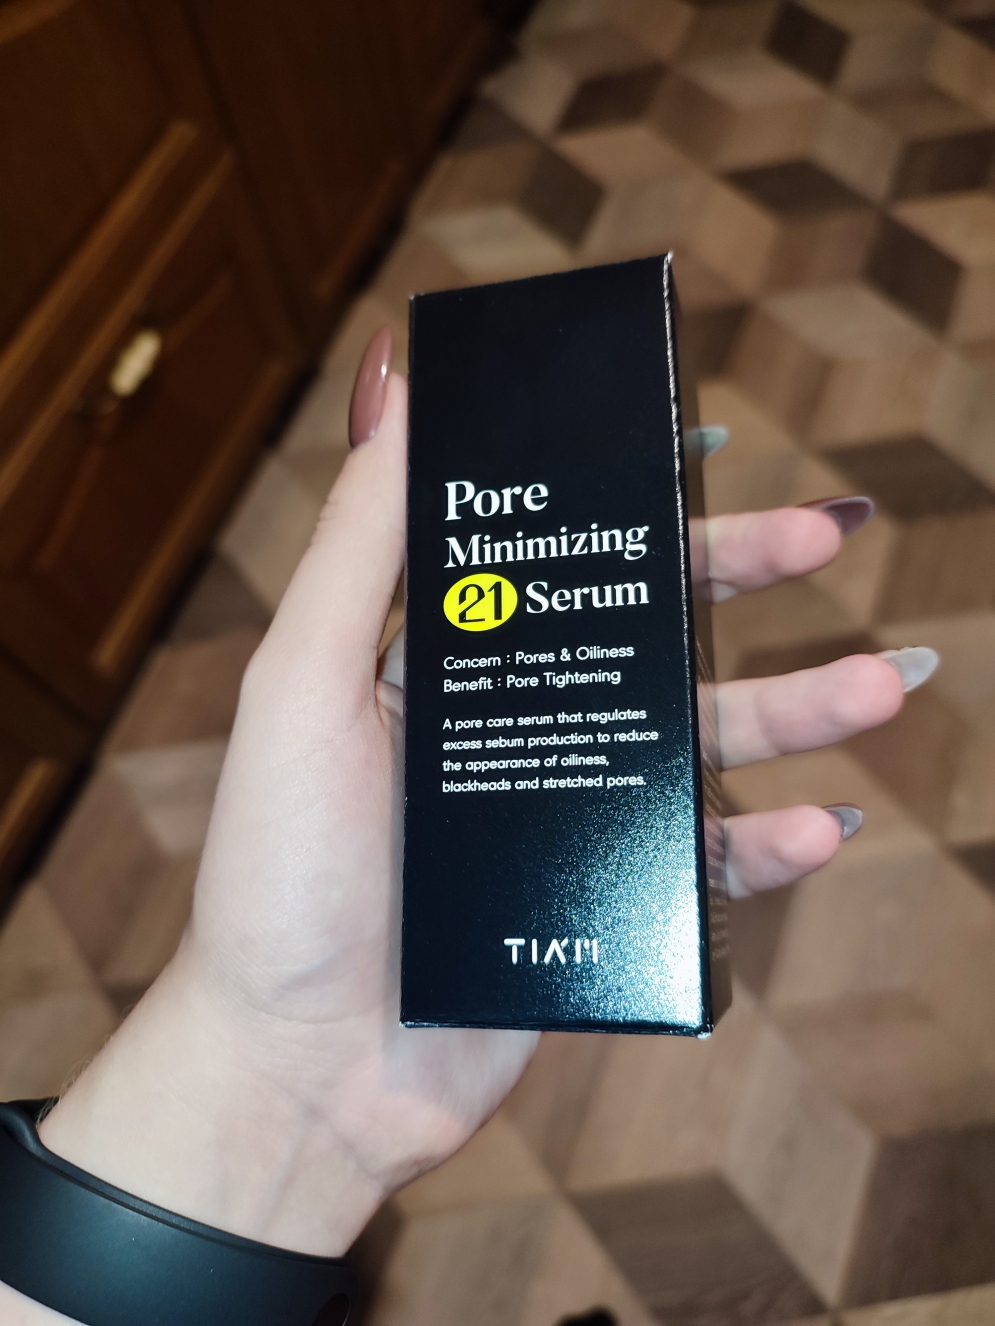 Pore
Minimizing
21 Serum
Concern : Pores & Oiliness
Benefit : Pore Tightening
A pore care serum that regulates
excess sebum production to reduce
the appearance of oiliness,
blackheads and stretched pores.
TIA'M